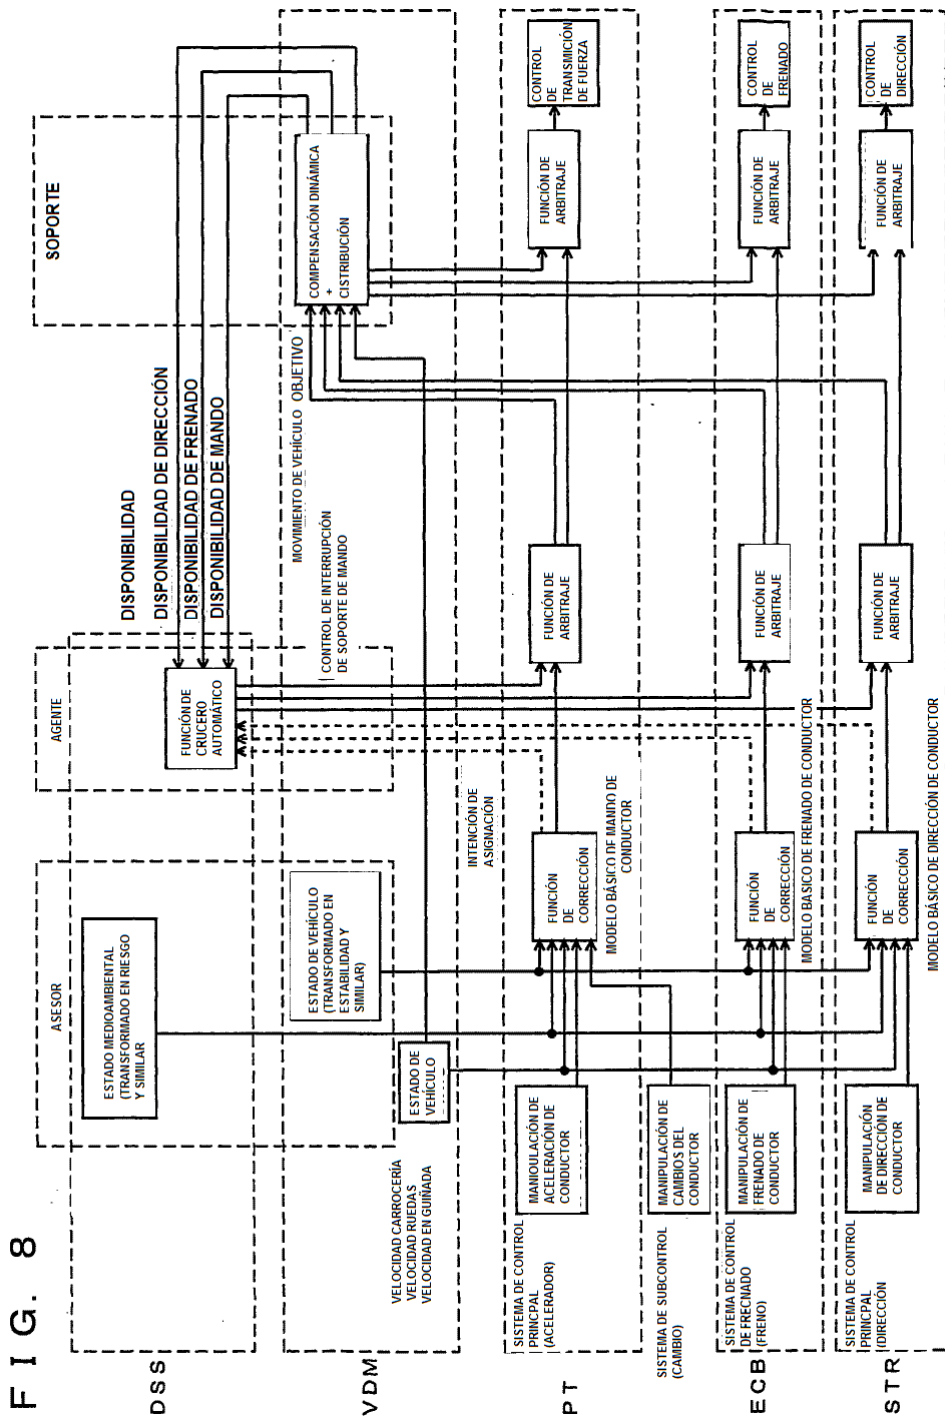 FIG. 8
DSS
VDM
PT
ECB
STR
ASESOR
AGENTE
SOPORTE
ESTADO MEDIOAMBIENTAL
(TRANSFORMADO EN RIESGO
Y SIMILAR)
FUNCIÓN DE
CRUCERO
AUTOMÁTICO
DISPONIBILIDAD
DISPONIBILIDAD DE DIRECCIÓN
DISPONIBILIDAD DE FRENADO
DISPONIBILIDAD DE MANDO
ESTADO DE VEHÍCULO
(TRANSFORMADO EN
ESTABILIDAD Y
SIMILAR)
MOVIMIENTO DE VEHÍCULO OBJETIVO
COMPENSACIÓN DINÁMICA
+
CISTRIBUCIÓN
CONTROL DE INTERRUPCIÓN
DE SOPORTE DE MANDO
VELOCIDAD CARROCERÍA
VELOCIDAD RUEDAS
VELOCIDAD EN GUIÑADA
ESTADO DE
VEHÍCULO
INTENCIÓN DE
ASIGNACIÓN
SISTEMA DE CONTROL
PRINCPAL
(ACELERADOR)
MANIOULACIÓN DE
ACELERACIÓN DE
CONDUCTOR
FUNCIÓN
DE
CORRECCIÓN
FUNCIÓN DE
ARBITRAJE
FUNCIÓN DE
ARBITRAJE
CONTROL
DE
TRANSMICIÓN
DE FUERZA
MODELO BÁSICO DE MANDO DE
CONDUCTOR
SISTEMA DE SUBCONTROL
(CAMBIO)
MANIPULACIÓN DE
CAMBIOS DEL
CONDUCTOR
SISTEMA DE CONTROL
DE FRECNADO
(FRENO)
MANIPULACIÓN DE
FRENADO DE
CONDUCTOR
FUNCIÓN
DE
CORRECCIÓN
FUNCIÓN DE
ARBITRAJE
FUNCIÓN DE
ARBITRAJE
CONTROL
DE
FRENADO
MODELO BASICO DE FRENADO DE CONDUCTOR
SISTEMA DE CONTROL
PRINCPAL
(DIRECCIÓN)
MANIPULACIÓN
DE DIRECCIÓN DE
CONDUCTOR
FUNCIÓN
DE
CORRECCIÓN
FUNCIÓN DE
ARBITRAJE
FUNCIÓN DE
ARBITRAJE
CONTROL
DE
DIRECCIÓN
MODELO BÁSICO DE DIRECCIÓN DE CONDUCTOR